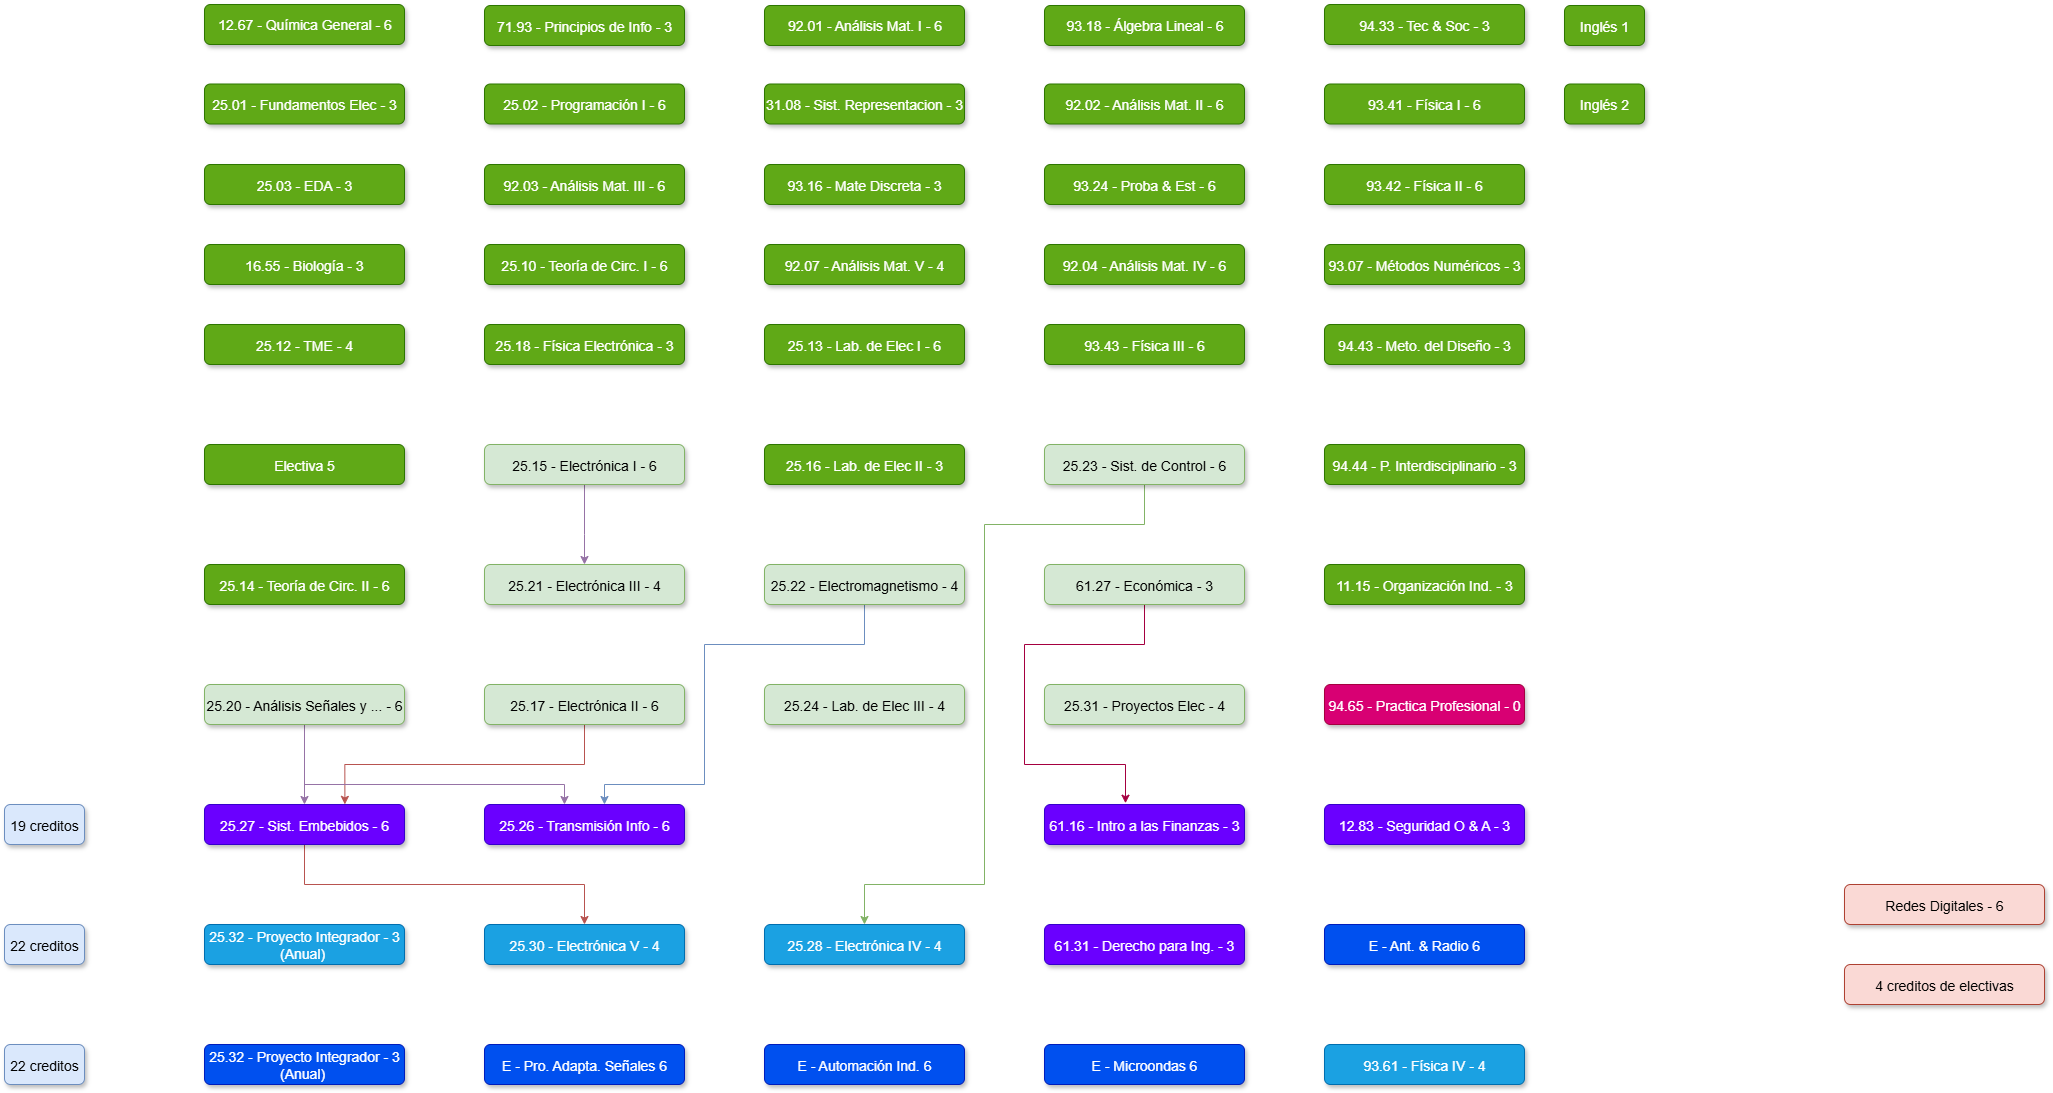 12.67 - Química General - 6
71.93 - Principios de Info - 3
92.01 - Análisis Mat. I - 6
93.18 - Álgebra Lineal - 6
94.33 - Tec & Soc - 3
Inglés 1
25.01 - Fundamentos Elec - 3
25.02 - Programación I - 6
31.08 - Sist. Representacion - 3
92.02 - Análisis Mat. II - 6
93.41 - Física I - 6
Inglés 2
25.03 - EDA - 3
92.03 - Análisis Mat. III - 6
93.16 - Mate Discreta - 3
93.24 - Proba & Est - 6
93.42 - Física II - 6
16.55 - Biología - 3
25.10 - Teoría de Circ. I - 6
92.07 - Análisis Mat. V - 4
92.04 - Análisis Mat. IV - 6
93.07 - Métodos Numéricos - 3
25.12 - TME - 4
25.18 - Física Electrónica - 3
25.13 - Lab. de Elec I - 6
93.43 - Física III - 6
94.43 - Meto. del Diseño - 3
Electiva 5
25.15 - Electrónica I - 6
25.16 - Lab. de Elec II - 3
25.23 - Sist. de Control - 6
94.44 - P. Interdisciplinario - 3
25.14 - Teoría de Circ. II - 6
25.21 - Electrónica III - 4
25.22 - Electromagnetismo - 4
61.27 - Económica - 3
11.15 - Organización Ind. - 3
25.20 - Análisis Señales y ... - 6
25.17 - Electrónica II - 6
25.24 - Lab. de Elec III - 4
25.31 - Proyectos Elec - 4
94.65 - Practica Profesional - 0
19 creditos
25.27 - Sist. Embebidos - 6
25.26 - Transmisión Info - 6
61.16 - Intro a las Finanzas - 3
12.83 - Seguridad O & A - 3
Redes Digitales - 6
22 creditos
25.32 - Proyecto Integrador - 3
(Anual)
25.30 - Electrónica V - 4
25.28 - Electrónica IV - 4
61.31 - Derecho para Ing. - 3
E - Ant. & Radio 6
4 creditos de electivas
22 creditos
25.32 - Proyecto Integrador - 3
(Anual)
E - Pro. Adapta. Señales 6
E - Automación Ind. 6
E - Microondas 6
93.61 - Física IV - 4